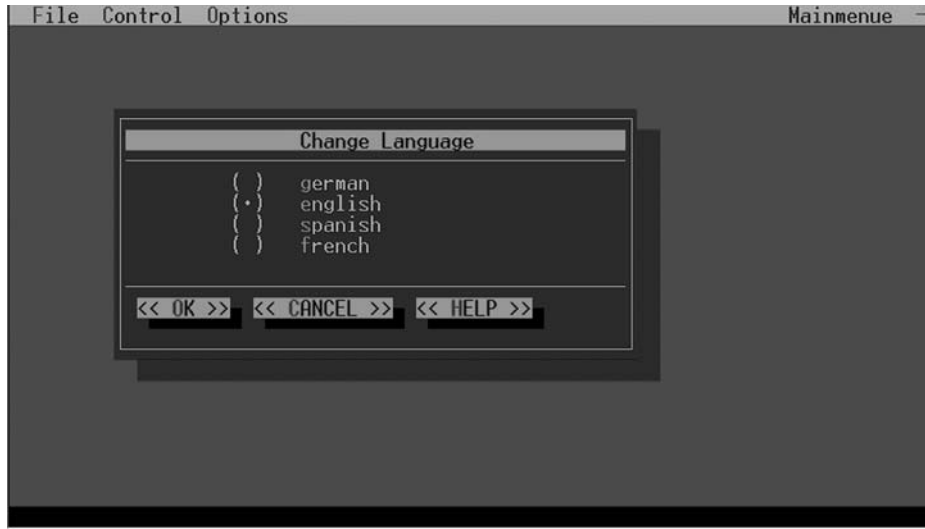 File Control Options Mainmenue
Change Language
( ) german
(•) english
( ) spanish
( ) french
<< OK >> << CANCEL >> << HELP >>